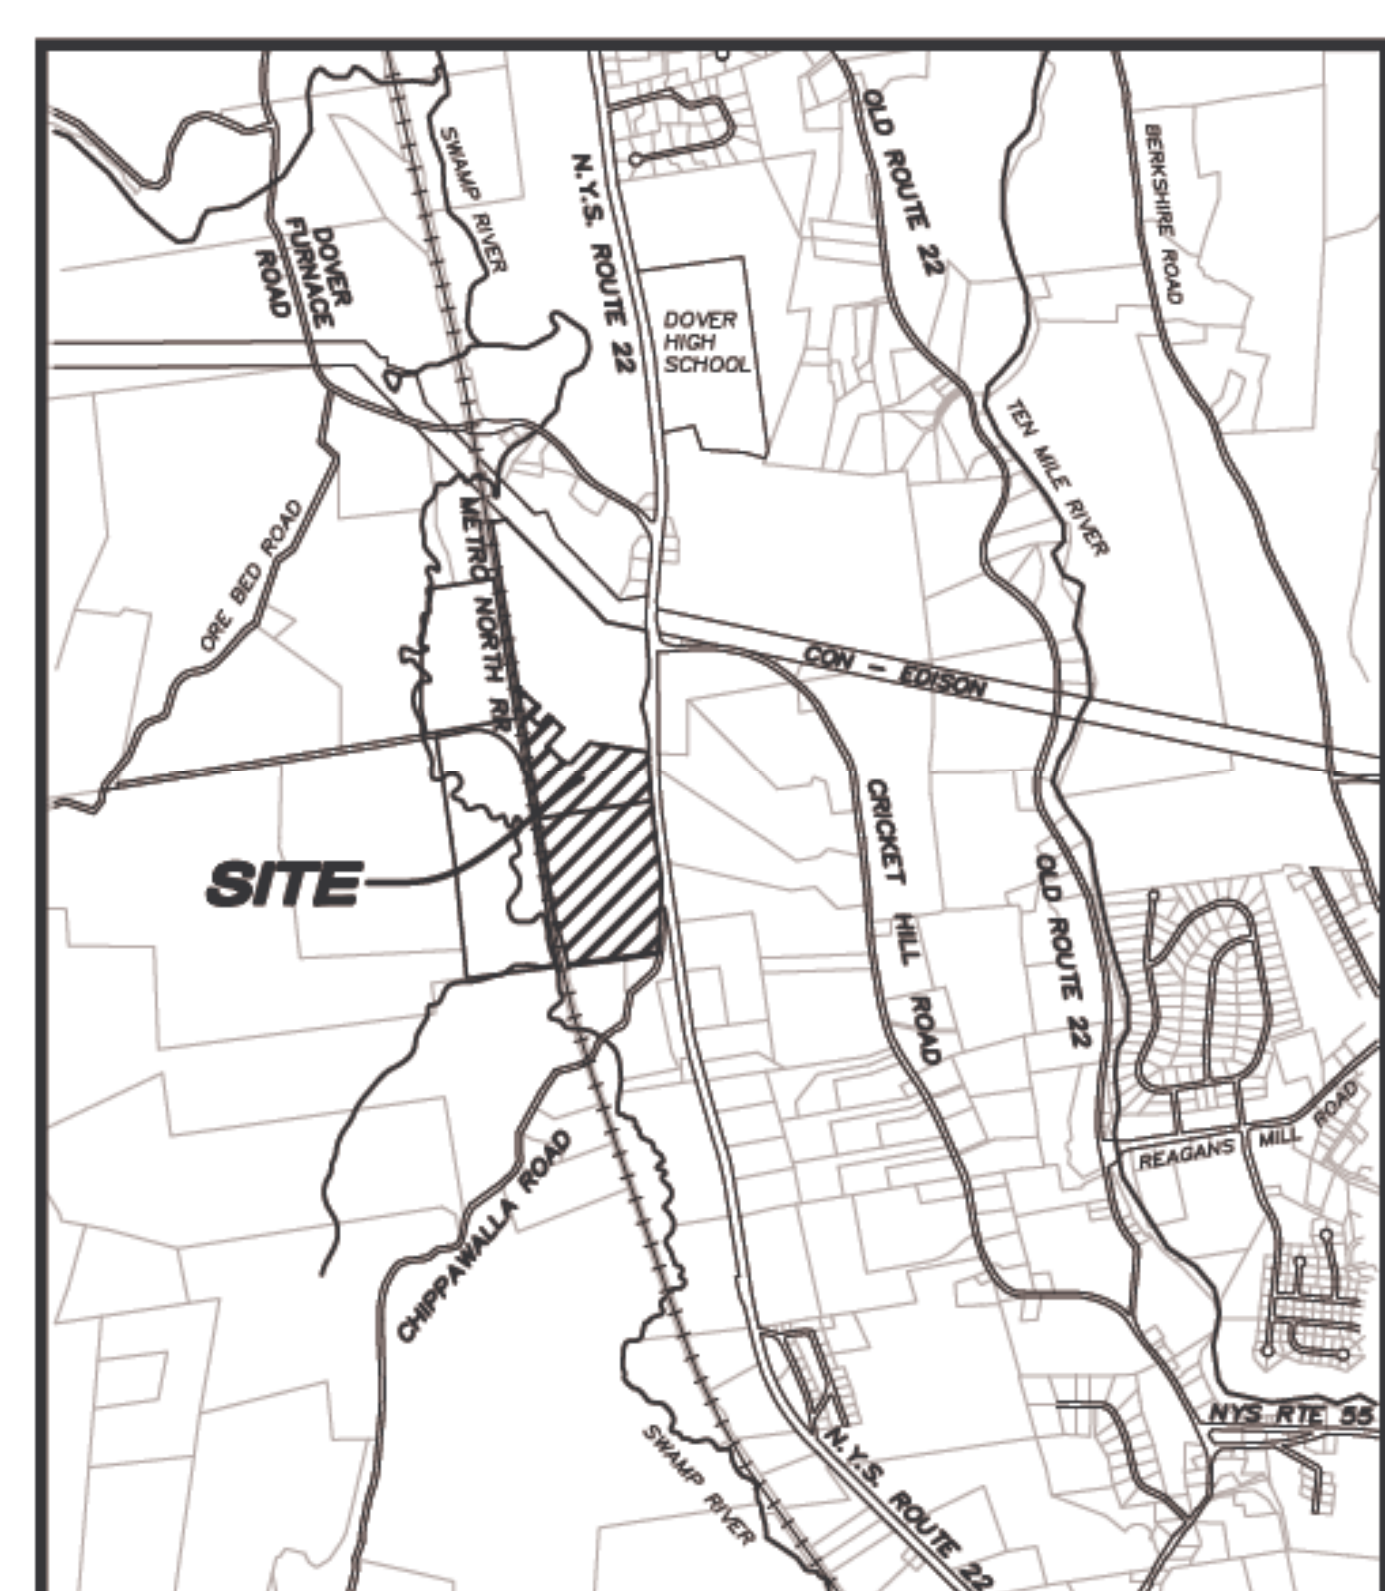 SWAMP RIVER
OLD ROUTE 22
BERKSHIRE ROAD
N.Y.S. ROUTE 22
DOVER
FURNACE
ROAD
DOVER
HIGH
SCHOOL
TEN MILE RIVER
ORE BED ROAD
METRO NORTH RR
CON - EDISON
CRICKET HILL ROAD
SITE
OLD ROUTE 22
REAGANS MILL ROAD
CHIPPAWALLA ROAD
NYS RTE 55
SWAMP RIVER
N.Y.S. ROUTE 22